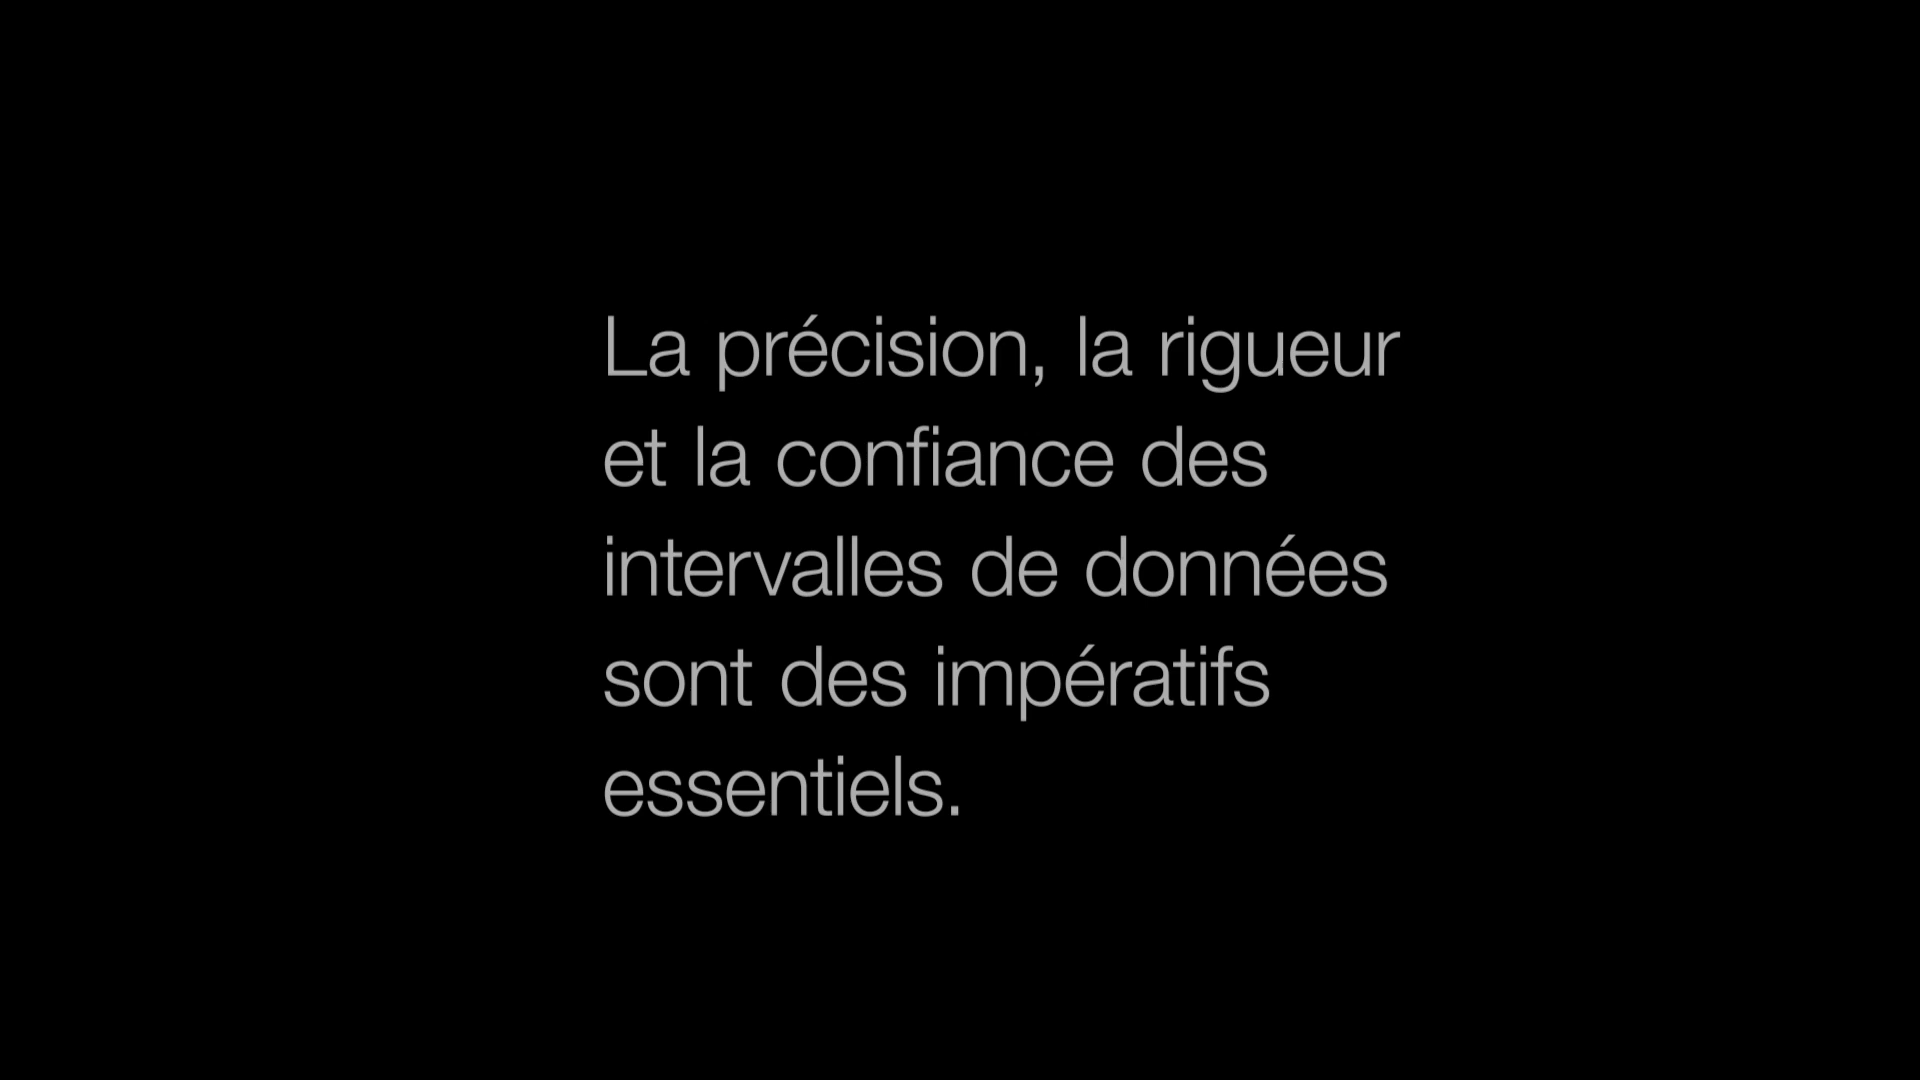 La précision, la rigueur
et la confiance des
intervalles de données
sont des impératifs
essentiels.